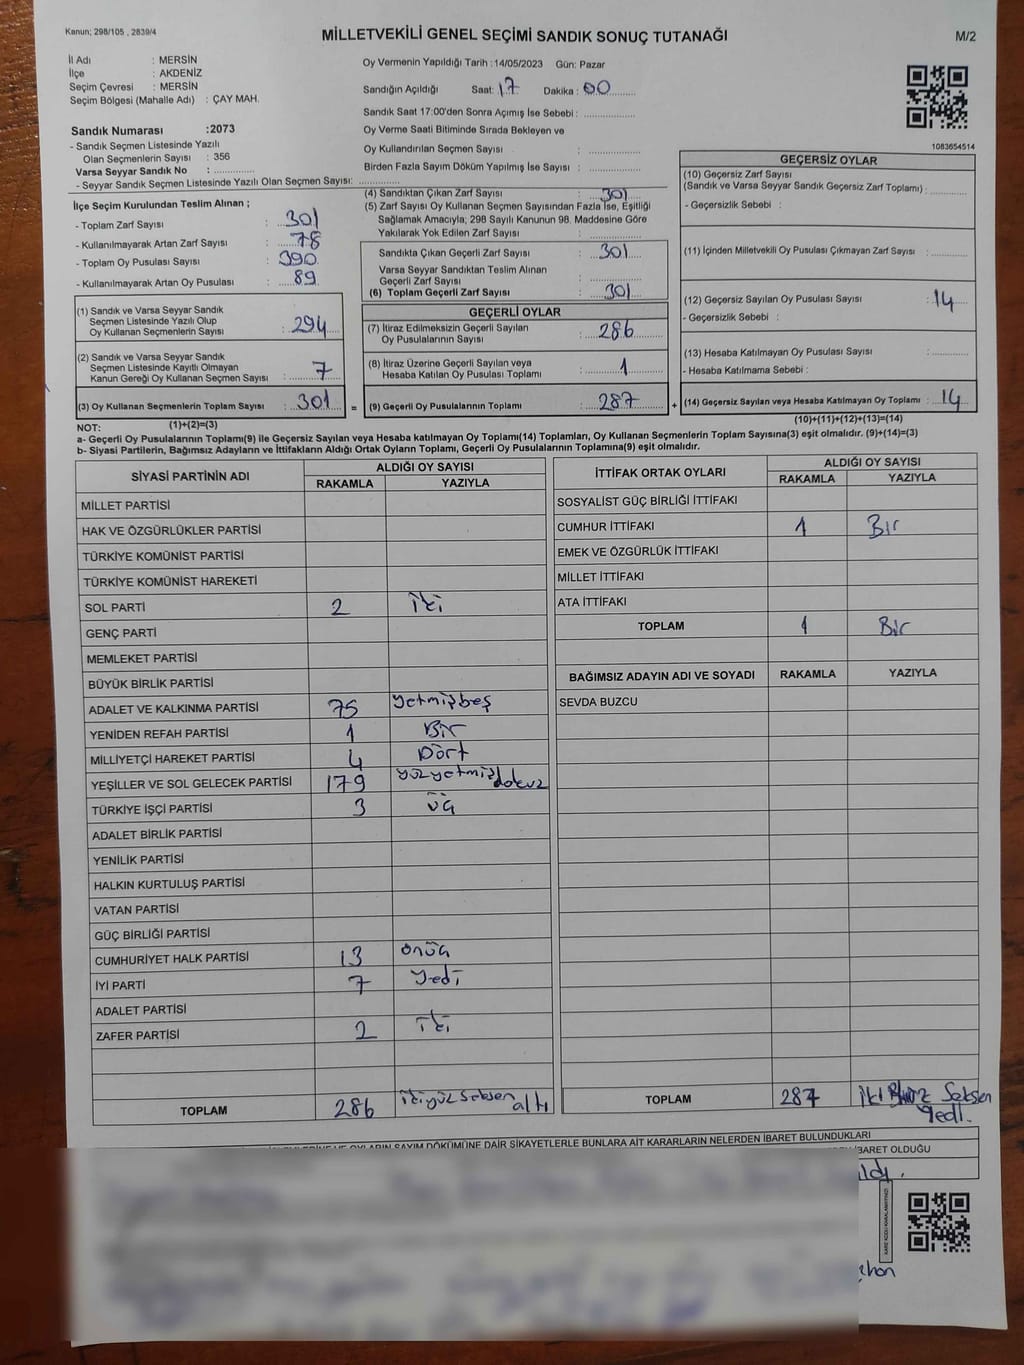 Kanun; 298/105 , 2839/4
MİLLETVEKİLİ GENEL SEÇİMİ SANDIK SONUÇ TUTANAĞI
M/2
İl Adı : MERSİN
İlçe : AKDENİZ
Seçim Çevresi : MERSİN
Seçim Bölgesi (Mahalle Adı) : ÇAY MAH.
Sandık Numarası :2073
- Sandık Seçmen Listesinde Yazılı
Olan Seçmenlerin Sayısı : 356
Varsa Seyyar Sandık No :
- Seyyar Sandık Seçmen Listesinde Yazılı Olan Seçmen Sayısı:
Oy Vermenin Yapıldığı Tarih :14/05/2023 Gün: Pazar
Sandığın Açıldığı Saat: 17 Dakika : 00
Sandık Saat 17:00'den Sonra Açımış İse Sebebi :
Oy Verme Saati Bitiminde Sırada Bekleyen ve
Oy Kullandırılan Seçmen Sayısı :
Birden Fazla Sayım Döküm Yapılmış İse Sayısı :
1083654514
İlçe Seçim Kurulundan Teslim Alınan ;
- Toplam Zarf Sayısı : 301
- Kullanılmayarak Artan Zarf Sayısı : 78
- Toplam Oy Pusulası Sayısı : 390
- Kullanılmayarak Artan Oy Pusulası : 89
(1) Sandık ve Varsa Seyyar Sandık
Seçmen Listesinde Yazılı Olup
Oy Kullanan Seçmenlerin Sayısı : 294
(2) Sandık ve Varsa Seyyar Sandık
Seçmen Listesinde Kayıtlı Olmayan
Kanun Gereği Oy Kullanan Seçmen Sayısı : 7
(3) Oy Kullanan Seçmenlerin Toplam Sayısı : 301 =
(1)+(2)=(3)
(4) Sandıktan Çıkan Zarf Sayısı : 301
(5) Zarf Sayısı Oy Kullanan Seçmen Sayısından Fazla İse, Eşitliği
Sağlamak Amacıyla; 298 Sayılı Kanunun 98. Maddesine Göre
Yakılarak Yok Edilen Zarf Sayısı :
Sandıkta Çıkan Geçerli Zarf Sayısı : 301
Varsa Seyyar Sandıktan Teslim Alınan
Geçerli Zarf Sayısı :
(6) Toplam Geçerli Zarf Sayısı : 301
GEÇERLİ OYLAR
(7) İtiraz Edilmeksizin Geçerli Sayılan
Oy Pusulalarının Sayısı : 286
(8) İtiraz Üzerine Geçerli Sayılan veya
Hesaba Katılan Oy Pusulası Toplamı : 1
(9) Geçerli Oy Pusulalarının Toplamı : 287 +
GEÇERSİZ OYLAR
(10) Geçersiz Zarf Sayısı
(Sandık ve Varsa Seyyar Sandık Geçersiz Zarf Toplamı) :
- Geçersizlik Sebebi :
(11) İçinden Milletvekili Oy Pusulası Çıkmayan Zarf Sayısı :
(12) Geçersiz Sayılan Oy Pusulası Sayısı : 14
- Geçersizlik Sebebi :
(13) Hesaba Katılmayan Oy Pusulası Sayısı :
- Hesaba Katılmama Sebebi :
(14) Geçersiz Sayılan veya Hesaba Katılmayan Oy Toplamı : 14
(10)+(11)+(12)+(13)=(14)
NOT:
a- Geçerli Oy Pusulalarının Toplamı(9) ile Geçersiz Sayılan veya Hesaba katılmayan Oy Toplamı(14) Toplamları, Oy Kullanan Seçmenlerin Toplam Sayısına(3) eşit olmalıdır. (9)+(14)=(3)
b- Siyasi Partilerin, Bağımsız Adayların ve İttifakların Aldığı Ortak Oyların Toplamı, Geçerli Oy Pusulalarının Toplamına(9) eşit olmalıdır.
SİYASİ PARTİNİN ADI ALDIĞI OY SAYISI
RAKAMLA YAZIYLA
MİLLET PARTİSİ
HAK VE ÖZGÜRLÜKLER PARTİSİ
TÜRKİYE KOMÜNİST PARTİSİ
TÜRKİYE KOMÜNİST HAREKETİ
SOL PARTİ 2 iki
GENÇ PARTİ
MEMLEKET PARTİSİ
BÜYÜK BİRLİK PARTİSİ
ADALET VE KALKINMA PARTİSİ 75 yetmişbeş
YENİDEN REFAH PARTİSİ 1 Bir
MİLLİYETÇİ HAREKET PARTİSİ 4 Dört
YEŞİLLER VE SOL GELECEK PARTİSİ 179 yüzyetmiş dokuz
TÜRKİYE İŞÇİ PARTİSİ 3 üç
ADALET BİRLİK PARTİSİ
YENİLİK PARTİSİ
HALKIN KURTULUŞ PARTİSİ
VATAN PARTİSİ
GÜÇ BİRLİĞİ PARTİSİ
CUMHURİYET HALK PARTİSİ 13 onüç
İYİ PARTİ 7 yedi
ADALET PARTİSİ
ZAFER PARTİSİ 2 iki
TOPLAM 286 ikiyüzseksen altı
İTTİFAK ORTAK OYLARI ALDIĞI OY SAYISI
RAKAMLA YAZIYLA
SOSYALİST GÜÇ BİRLİĞİ İTTİFAKI
CUMHUR İTTİFAKI 1 Bir
EMEK VE ÖZGÜRLÜK İTTİFAKI
MİLLET İTTİFAKI
ATA İTTİFAKI
TOPLAM 1 Bir
BAĞIMSIZ ADAYIN ADI VE SOYADI RAKAMLA YAZIYLA
SEVDA BUZCU
TOPLAM 287 iki Seksen
yedi.
OYLARIN SAYIM DÖKÜMÜNE DAİR ŞİKAYETLERLE BUNLARA AİT KARARLARIN NELERDEN İBARET BULUNDUKLARI
İBARET OLDUĞU